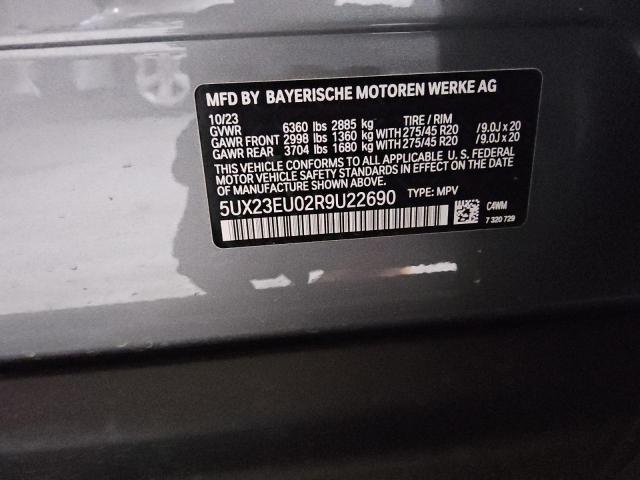 MFD BY BAYERISCHE MOTOREN WERKE AG
10/23 TIRE / RIM
GVWR 6360 lbs 2885 kg
GAWR FRONT 2998 lbs 1360 kg WITH 275/45 R20 /9.0J x 20
GAWR REAR 3704 lbs 1680 kg WITH 275/45 R20 /9.0J x 20
THIS VEHICLE CONFORMS TO ALL APPLICABLE U.S. FEDERAL
MOTOR VEHICLE SAFETY STANDARDS IN EFFECT ON THE
DATE OF MANUFACTURE SHOWN ABOVE.
5UX23EU02R9U22690 TYPE: MPV
C4WM
7 320 729